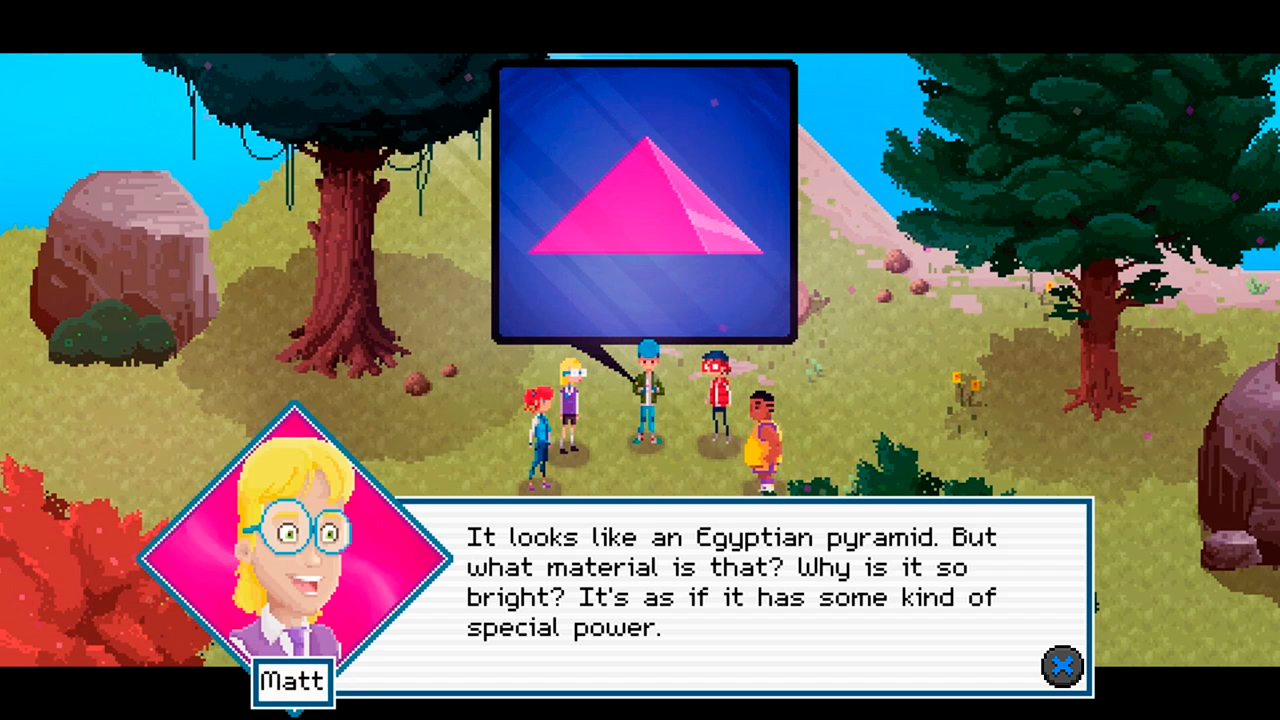 It looks like an Egyptian pyramid. But
what material is that? Why is it so
bright? It's as if it has some kind of
special power.
Matt